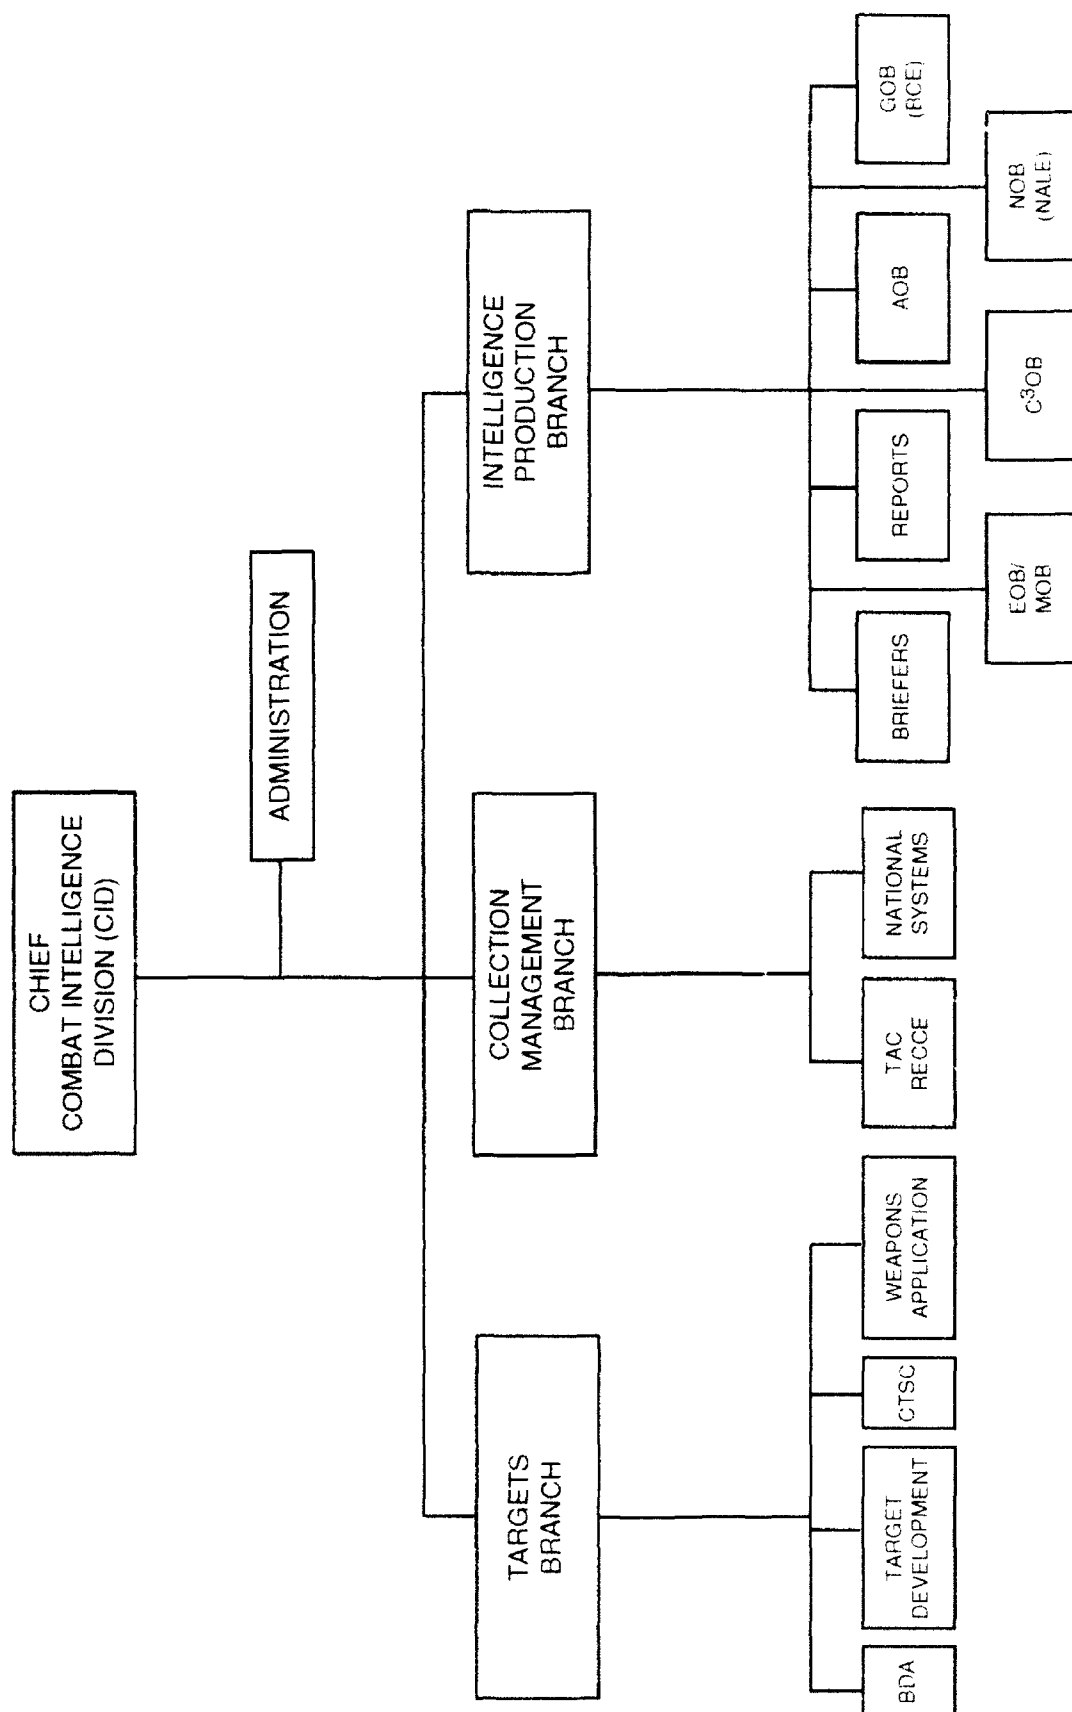 CHIEF
COMBAT INTELLIGENCE
DIVISION (CID)
ADMINISTRATION
TARGETS
BRANCH
COLLECTION
MANAGEMENT
BRANCH
INTELLIGENCE
PRODUCTION
BRANCH
BDA
TARGET
DEVELOPMENT
CTSC
WEAPONS
APPLICATION
TAC
RECCE
NATIONAL
SYSTEMS
BRIEFERS
REPORTS
AOB
GOB
(BCE)
EOB/
MOB
C³OB
NOB
(NALE)